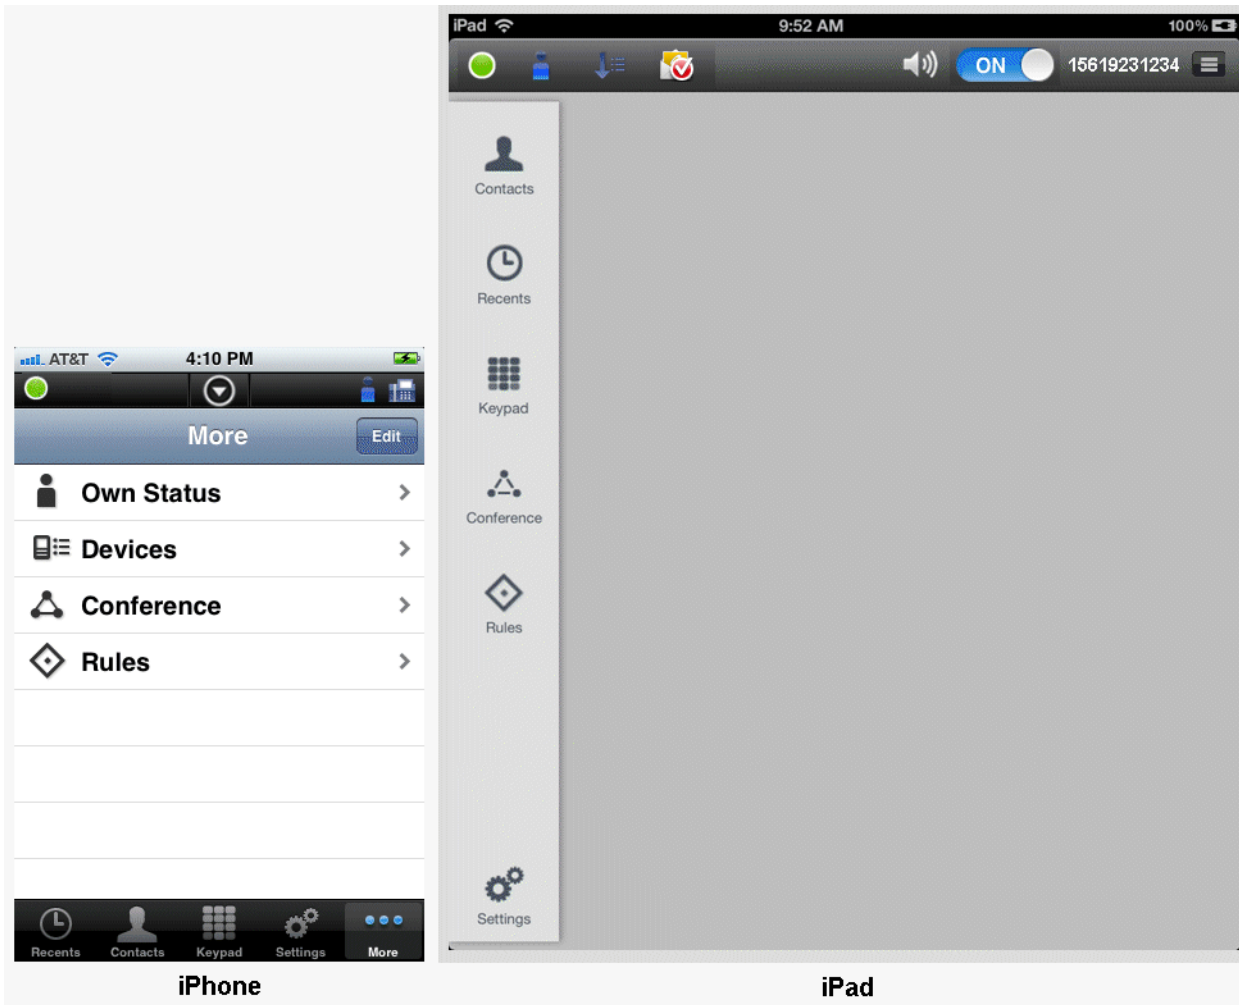 AT&T 4:10 PM
More Edit
Own Status
Devices
Conference
Rules
Recents Contacts Keypad Settings More
iPhone
iPad 9:52 AM 100%
ON 15619231234
Contacts
Recents
Keypad
Conference
Rules
Settings
iPad